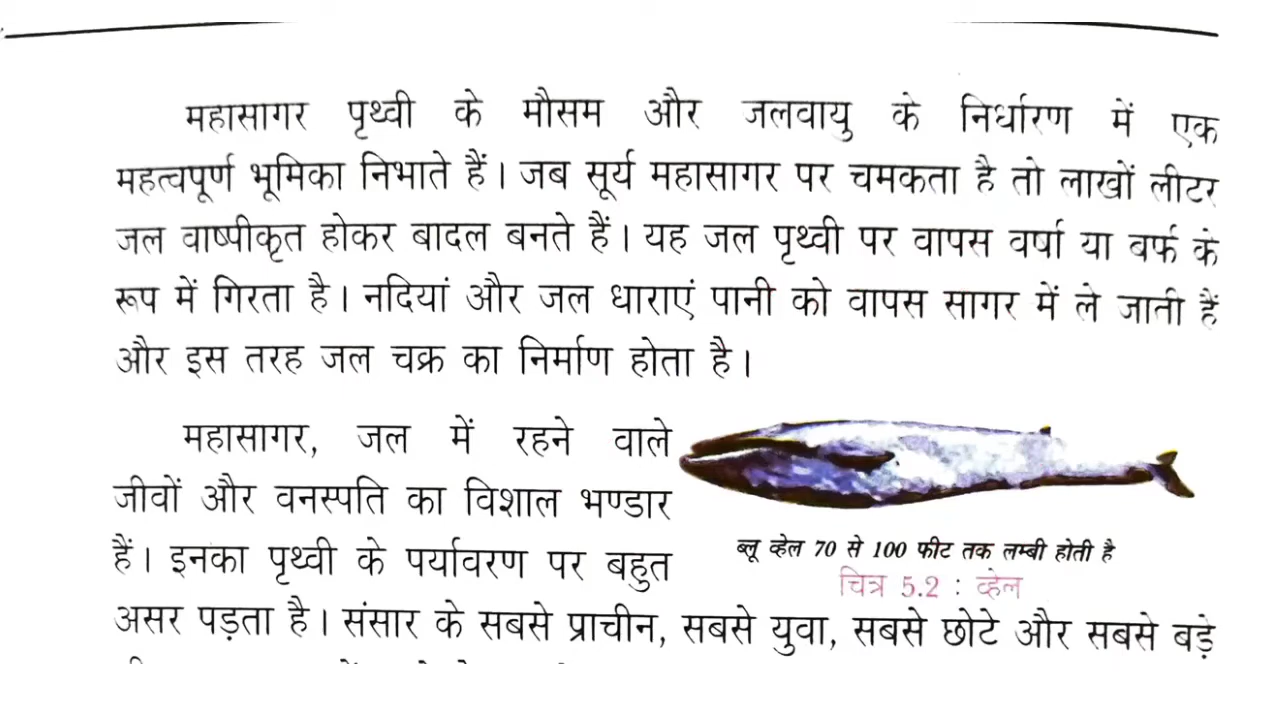 महासागर पृथ्वी के मौसम और जलवायु के निर्धारण में एक
महत्वपूर्ण भूमिका निभाते हैं। जब सूर्य महासागर पर चमकता है तो लाखों लीटर
जल वाष्पीकृत होकर बादल बनते हैं। यह जल पृथ्वी पर वापस वर्षा या बर्फ के
रूप में गिरता है। नदियां और जल धाराएं पानी को वापस सागर में ले जाती हैं
और इस तरह जल चक्र का निर्माण होता है।
महासागर, जल में रहने वाले
जीवों और वनस्पति का विशाल भण्डार
हैं। इनका पृथ्वी के पर्यावरण पर बहुत
ब्लू व्हेल 70 से 100 फीट तक लम्बी होती है
चित्र 5.2 : व्हेल
असर पड़ता है। संसार के सबसे प्राचीन, सबसे युवा, सबसे छोटे और सबसे बड़े